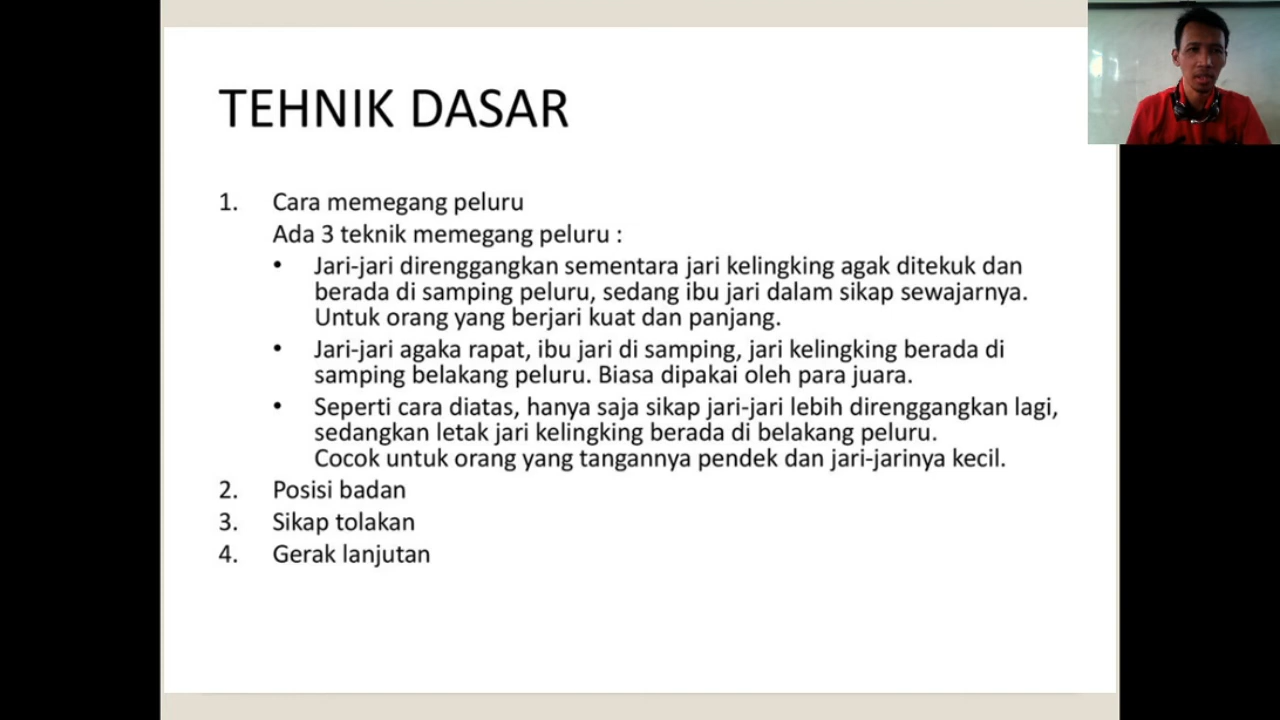 TEHNIK DASAR
1. Cara memegang peluru
Ada 3 teknik memegang peluru :
• Jari-jari direnggangkan sementara jari kelingking agak ditekuk dan
berada di samping peluru, sedang ibu jari dalam sikap sewajarnya.
Untuk orang yang berjari kuat dan panjang.
• Jari-jari agaka rapat, ibu jari di samping, jari kelingking berada di
samping belakang peluru. Biasa dipakai oleh para juara.
• Seperti cara diatas, hanya saja sikap jari-jari lebih direnggangkan lagi,
sedangkan letak jari kelingking berada di belakang peluru.
Cocok untuk orang yang tangannya pendek dan jari-jarinya kecil.
2. Posisi badan
3. Sikap tolakan
4. Gerak lanjutan